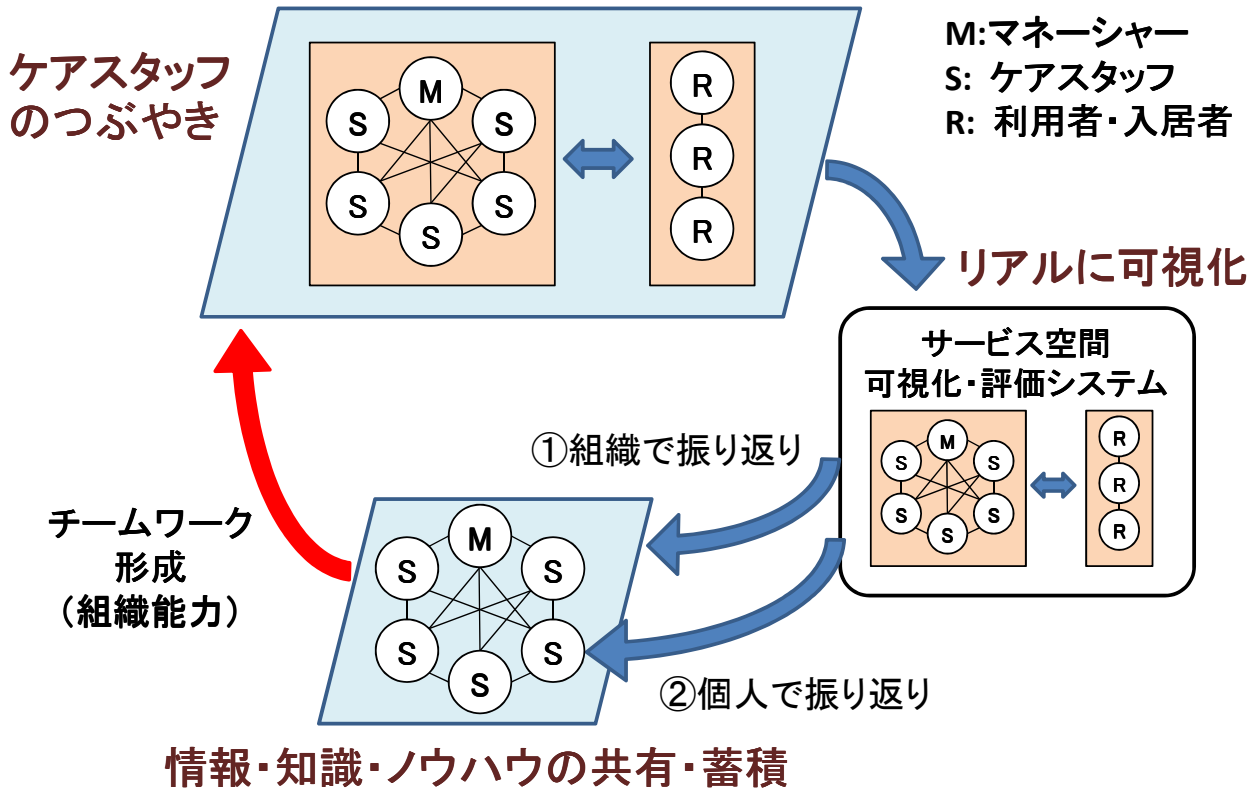 ケアスタッフ
のつぶやき
M:マネーシャー
S: ケアスタッフ
R: 利用者・入居者
M
S
S
S
S
S
R
R
R
リアルに可視化
サービス空間
可視化・評価システム
M
S
S
S
S
S
R
R
R
①組織で振り返り
チームワーク
形成
（組織能力）
M
S
S
S
S
S
②個人で振り返り
情報・知識・ノウハウの共有・蓄積